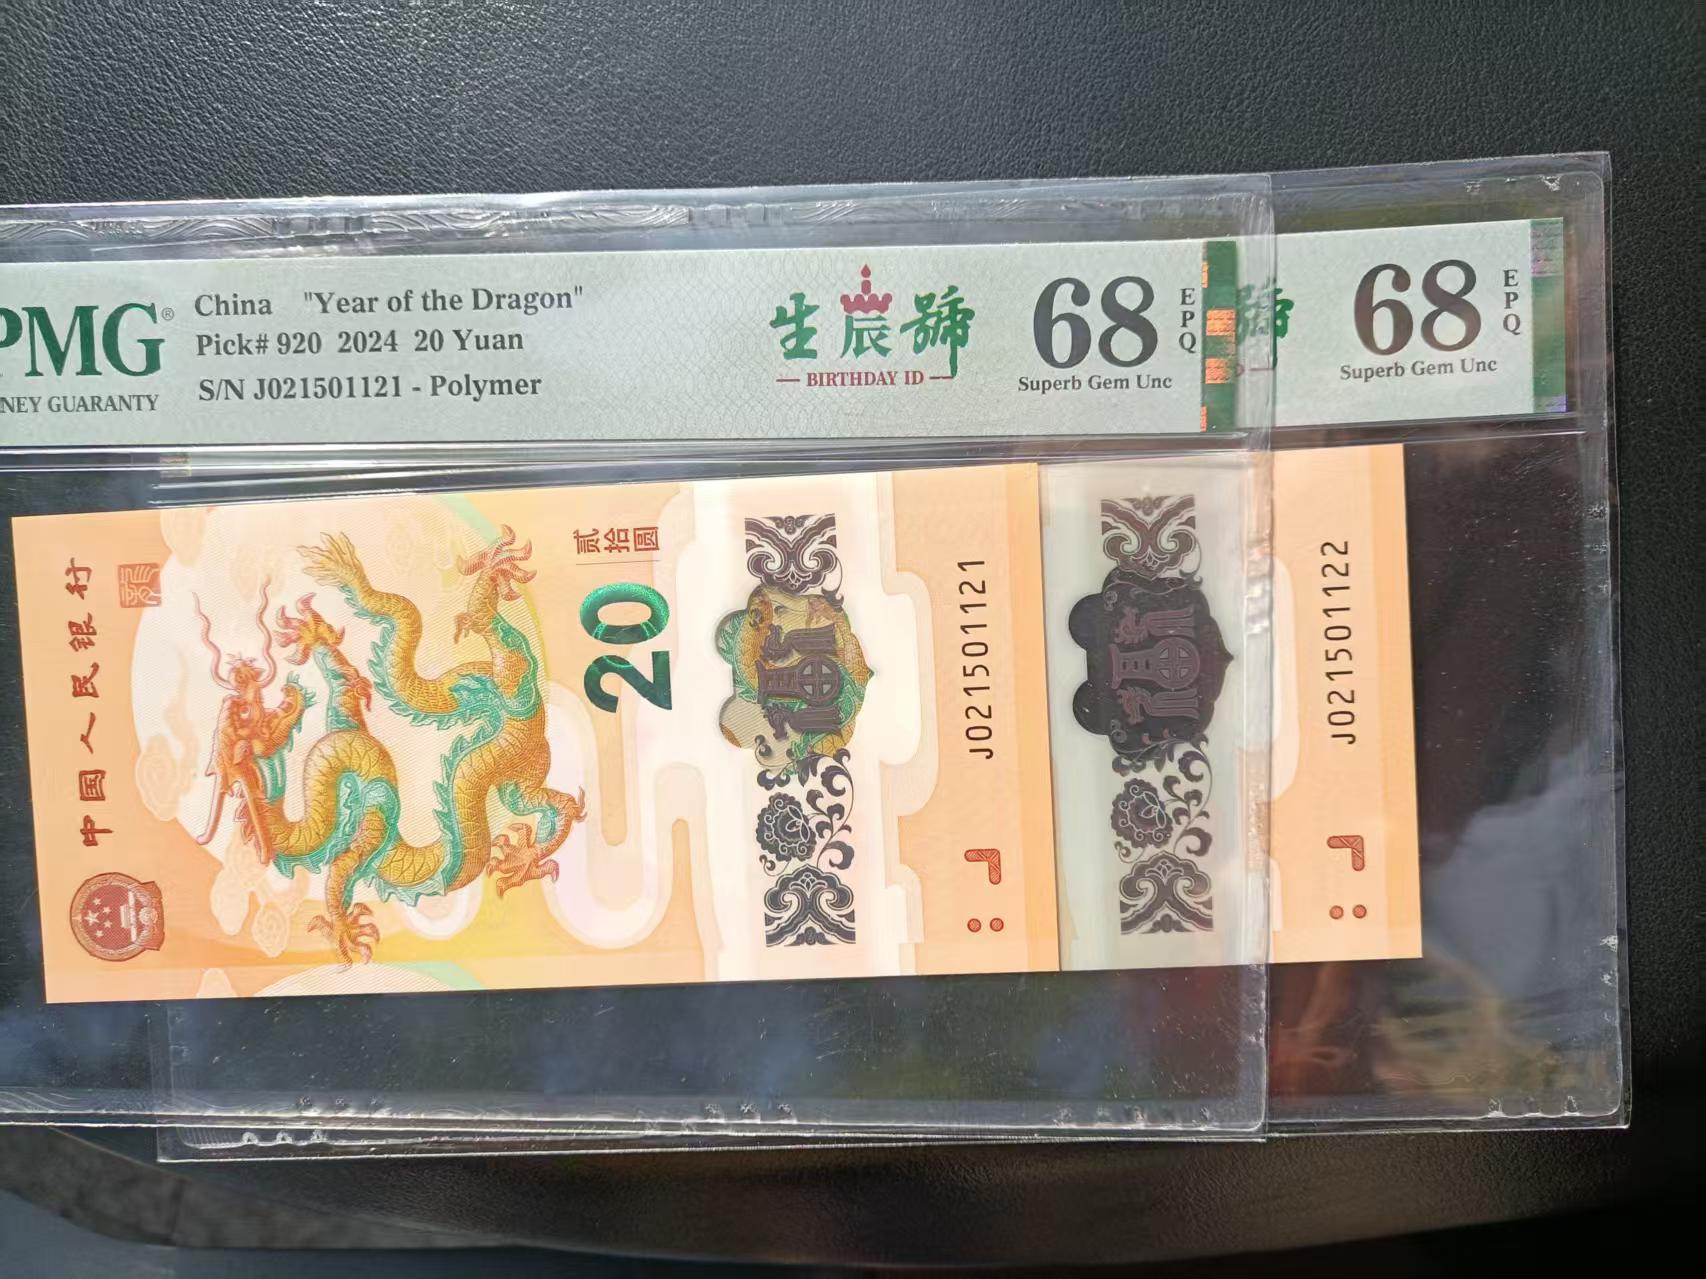 PMG®
NEY GUARANTY
China "Year of the Dragon"
Pick# 920 2024 20 Yuan
S/N J021501121 - Polymer
生辰號
BIRTHDAY ID
68
EPQ
Superb Gem Unc
號
68
EPQ
Superb Gem Unc
中国人民银行
贰拾圆
20
J021501121
J021501122